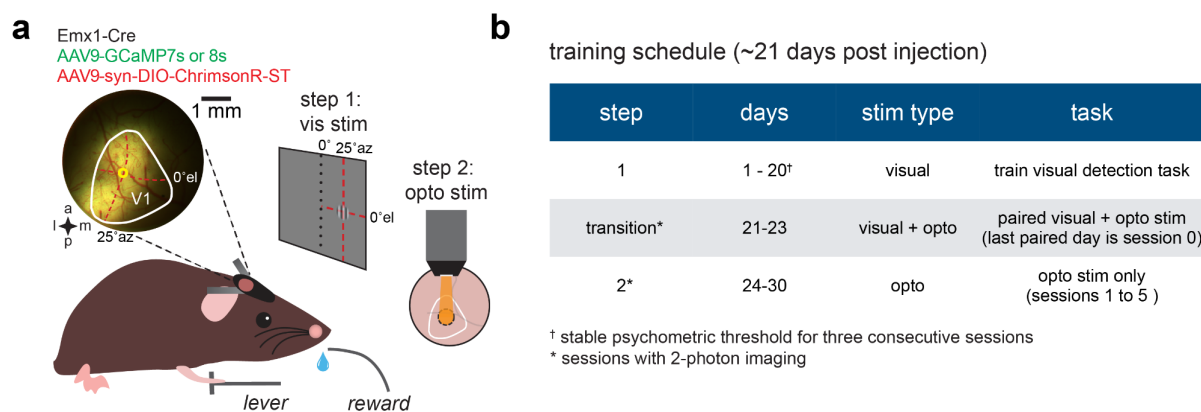 a
Emx1-Cre
AAV9-GCaMP7s or 8s
AAV9-syn-DIO-ChrimsonR-ST
1 mm
0˚el
V1
a
l m
p
25˚az
step 1:
vis stim
0˚ 25˚az
0˚el
step 2:
opto stim
lever
reward
b
training schedule (~21 days post injection)
step days stim type task
1 1 - 20† visual train visual detection task
transition* 21-23 visual + opto paired visual + opto stim
(last paired day is session 0)
2* 24-30 opto opto stim only
(sessions 1 to 5 )
† stable psychometric threshold for three consecutive sessions
* sessions with 2-photon imaging